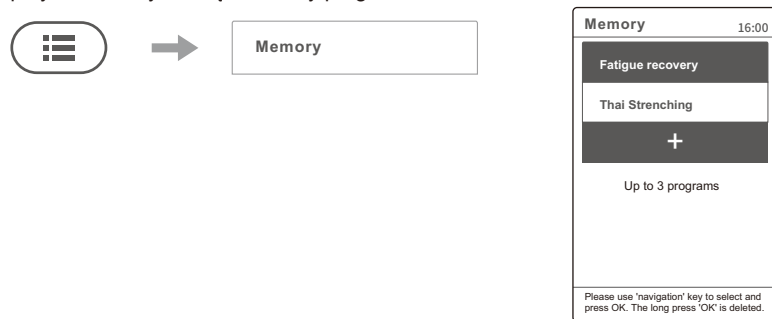 Memory
Memory 16:00
Fatigue recovery
Thai Strenching
+
Up to 3 programs
Please use 'navigation' key to select and
press OK. The long press 'OK' is deleted.